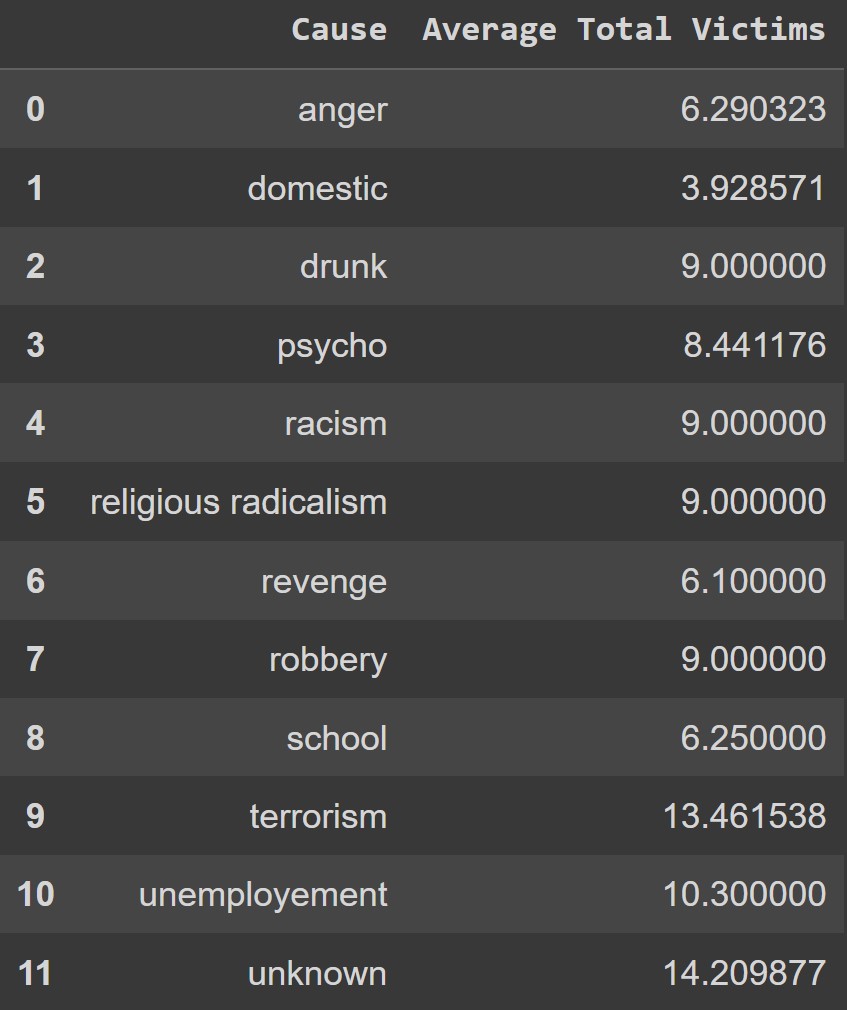 Cause Average Total Victims
0 anger 6.290323
1 domestic 3.928571
2 drunk 9.000000
3 psycho 8.441176
4 racism 9.000000
5 religious radicalism 9.000000
6 revenge 6.100000
7 robbery 9.000000
8 school 6.250000
9 terrorism 13.461538
10 unemployement 10.300000
11 unknown 14.209877